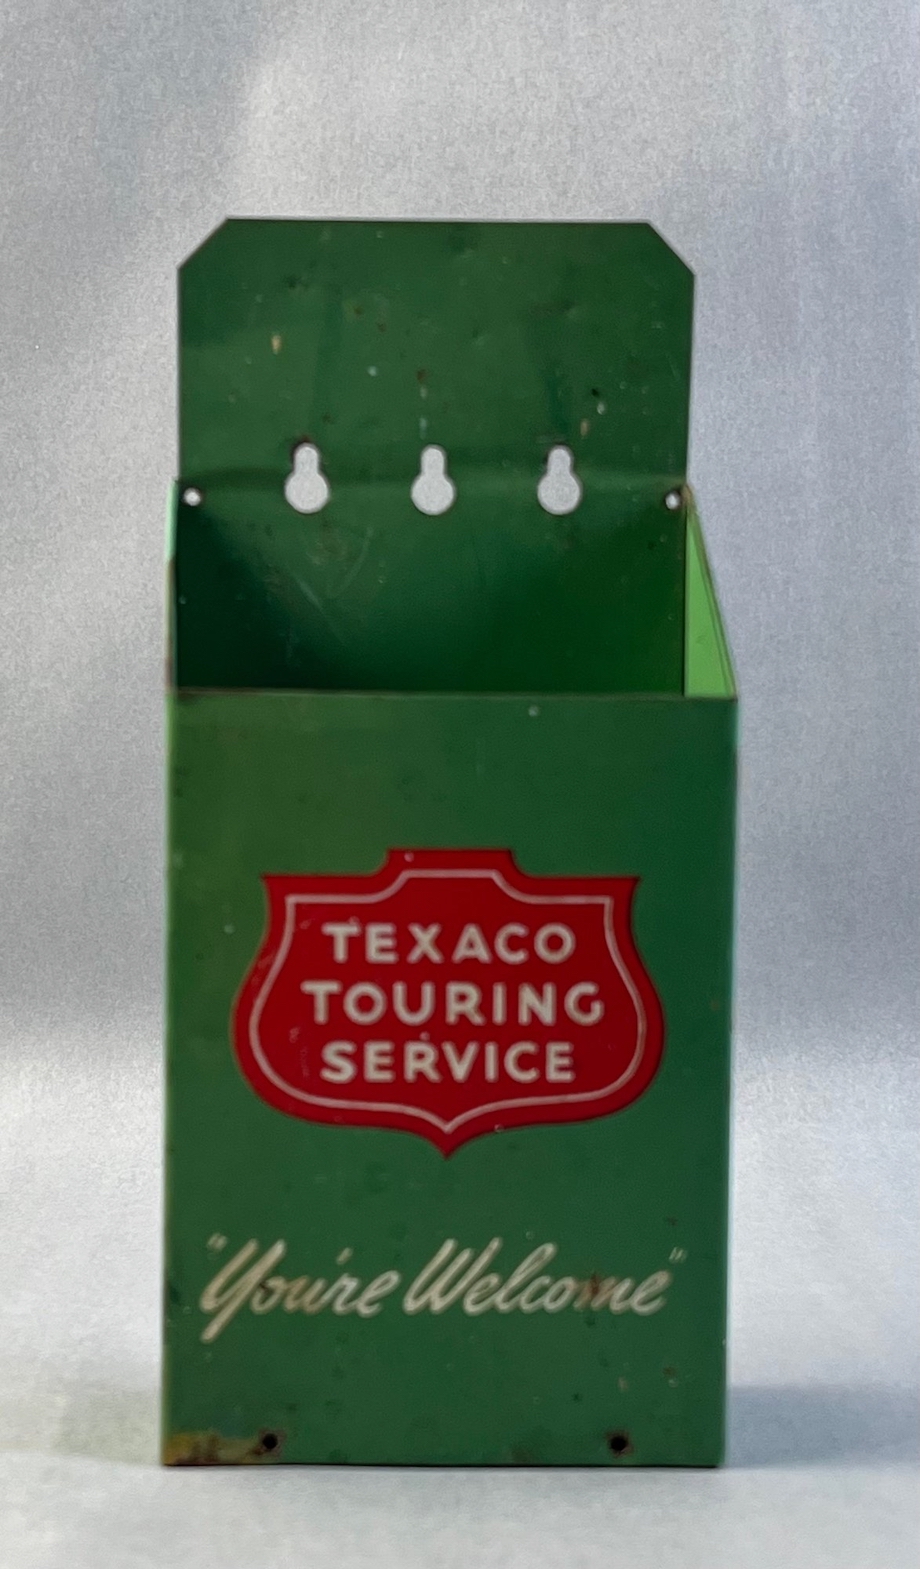 TEXACO
TOURING
SERVICE
"You're Welcome"